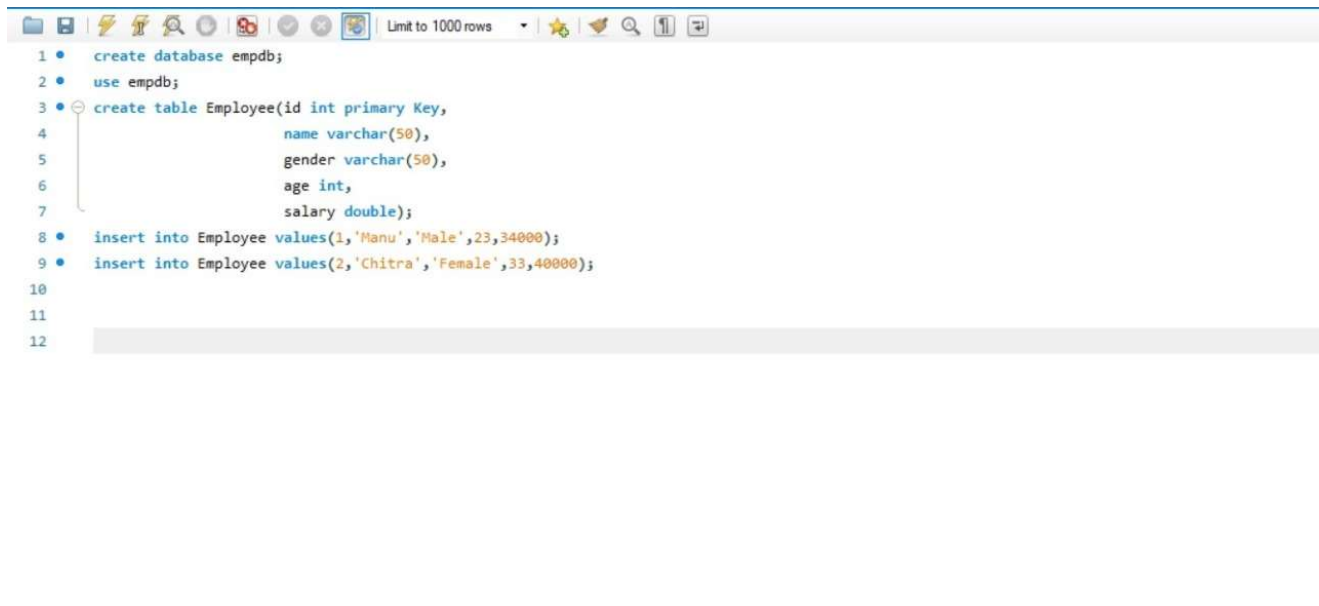 Limit to 1000 rows
1 create database empdb;
2 use empdb;
3 create table Employee(id int primary Key,
4 name varchar(50),
5 gender varchar(50),
6 age int,
7 salary double);
8 insert into Employee values(1,'Manu','Male',23,34000);
9 insert into Employee values(2,'Chitra','Female',33,40000);
10
11
12